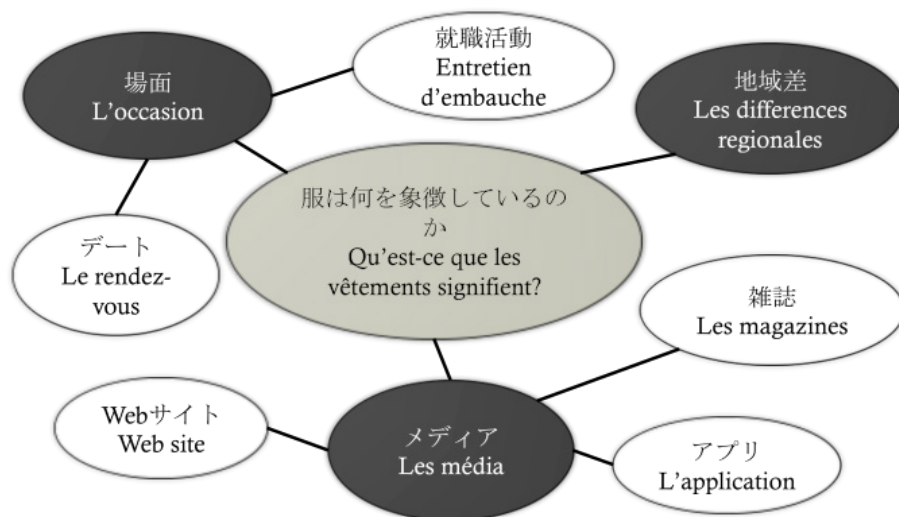 就職活動
Entretien
d'embauche
場面
L'occasion
地域差
Les differences
regionales
服は何を象徴しているの
か
Qu'est-ce que les
vêtements signifient?
デート
Le rendez-
vous
雑誌
Les magazines
Webサイト
Web site
メディア
Les média
アプリ
L'application